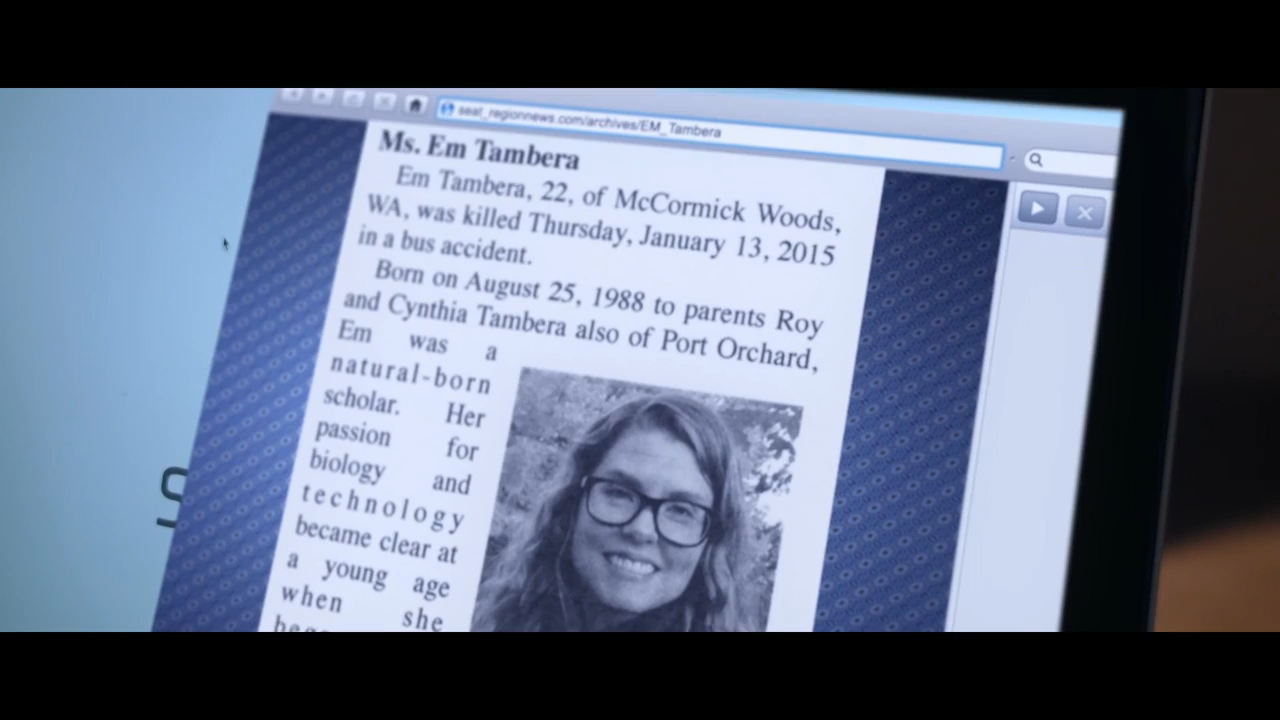 seat_regionnews.com/archives/EM_Tambera
Ms. Em Tambera
Em Tambera, 22, of McCormick Woods,
WA, was killed Thursday, January 13, 2015
in a bus accident.
Born on August 25, 1988 to parents Roy
and Cynthia Tambera also of Port Orchard,
Em was a
natural-born
scholar. Her
passion for
biology and
technology
became clear at
a young age
when she
S